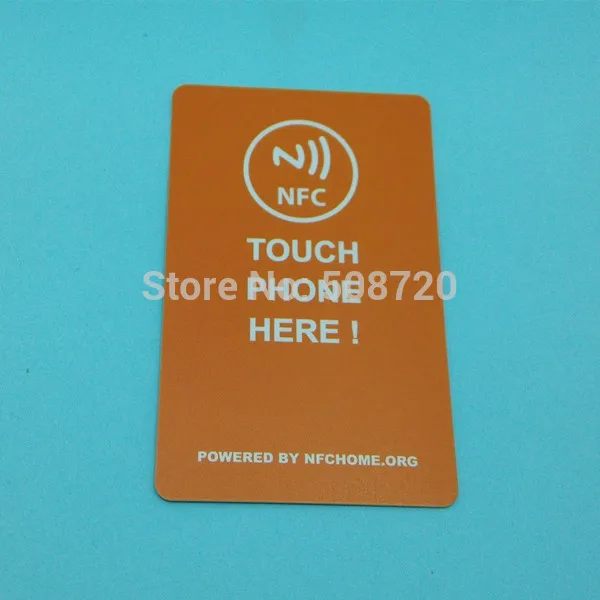 NFC
TOUCH
PHONE
HERE !
Store No: 508720
POWERED BY NFCHOME.ORG